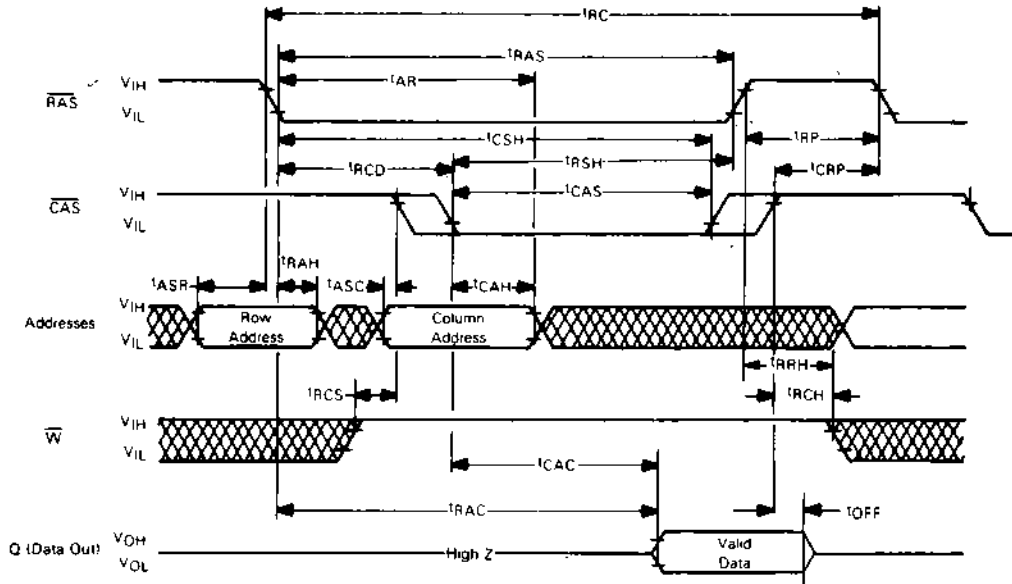 tRC
tRAS
tAR
RAS
VIH
VIL
tCSH
tRP
tRCD
tRSH
tCRP
tCAS
CAS
VIH
VIL
tRAH
tASR
tASC
tCAH
Addresses
VIH
VIL
Row
Address
Column
Address
tRRH
tRCS
tRCH
W
VIH
VIL
tCAC
tRAC
tOFF
Q (Data Out)
VOH
VOL
High Z
Valid
Data